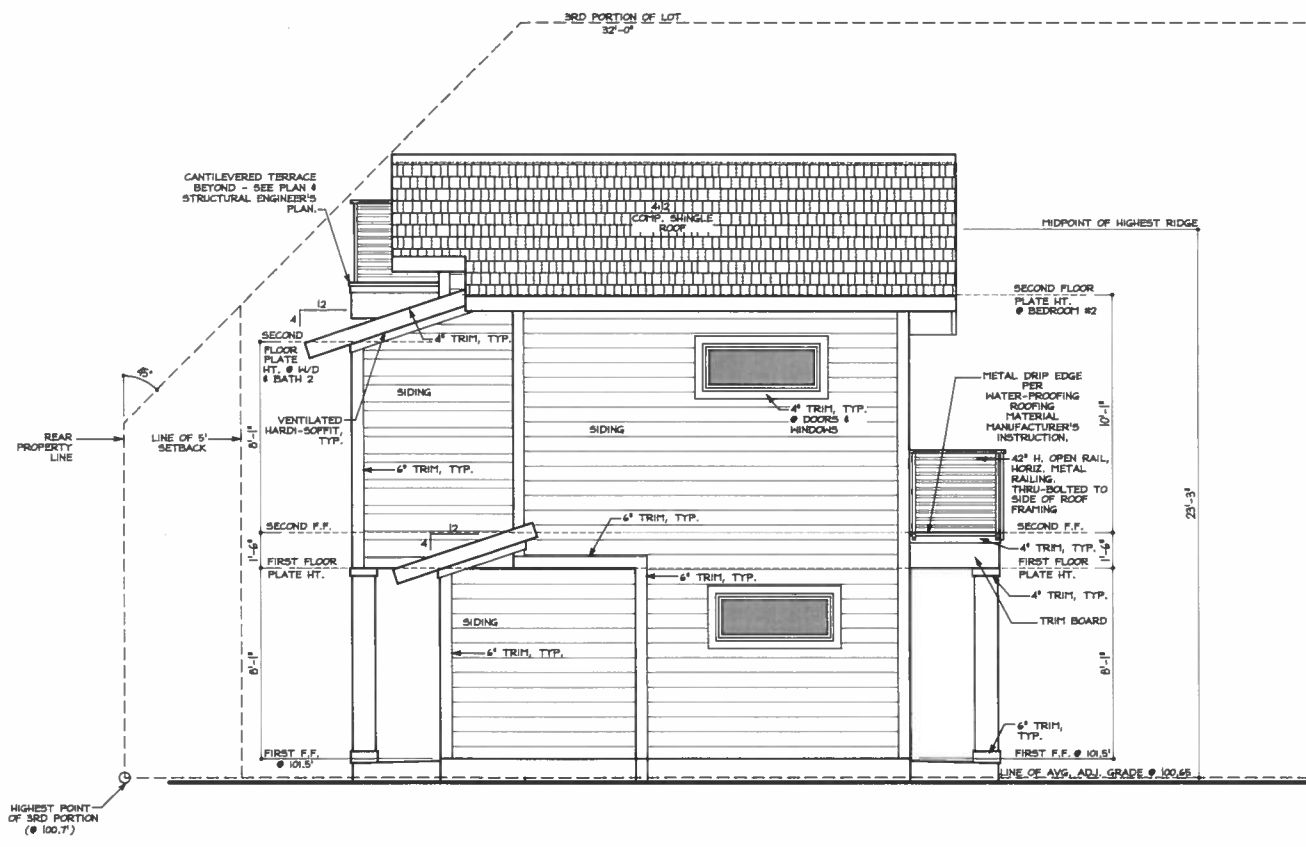 3RD PORTION OF LOT
32'-0"
CANTILEVERED TERRACE
BEYOND - SEE PLAN &
STRUCTURAL ENGINEER'S
PLAN.
4:12
COMP. SHINGLE
ROOF
MIDPOINT OF HIGHEST RIDGE
SECOND FLOOR
PLATE HT.
@ BEDROOM #2
12
4
SECOND
FLOOR
PLATE
HT. @ W/D
& BATH 2
4" TRIM, TYP.
45°
SIDING
VENTILATED
HARDI-SOFFIT,
TYP.
REAR
PROPERTY
LINE
LINE OF 5'
SETBACK
8'-1"
6" TRIM, TYP.
SIDING
4" TRIM, TYP.
@ DOORS &
WINDOWS
METAL DRIP EDGE
PER
WATER-PROOFING
ROOFING
MATERIAL
MANUFACTURER'S
INSTRUCTION.
10'-1"
42" H. OPEN RAIL,
HORIZ. METAL
RAILING.
THRU-BOLTED TO
SIDE OF ROOF
FRAMING
23'-3"
SECOND F.F.
12
4
6" TRIM, TYP.
SECOND F.F.
1'-6"
4" TRIM, TYP.
1'-6"
FIRST FLOOR
PLATE HT.
FIRST FLOOR
PLATE HT.
6" TRIM, TYP.
4" TRIM, TYP.
TRIM BOARD
SIDING
6" TRIM, TYP.
8'-1"
8'-1"
6" TRIM,
TYP.
FIRST F.F.
@ 101.5'
FIRST F.F. @ 101.5'
LINE OF AVG. ADJ. GRADE @ 100.65
HIGHEST POINT
OF 3RD PORTION
(@ 100.7')